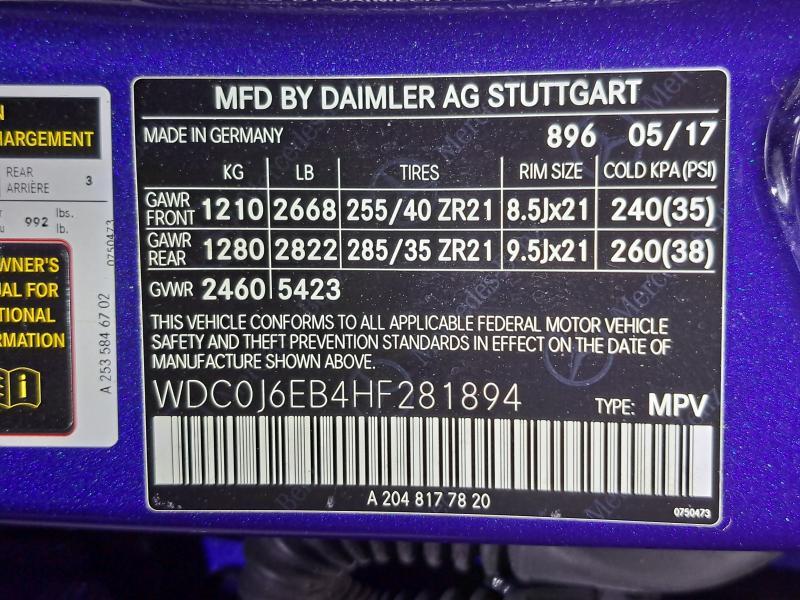 N
MARGEMENT
REAR
ARRIÈRE
3
992 lbs.
lb.
0750473
WNER'S
UAL FOR
TIONAL
RMATION
A 253 584 67 02
MFD BY DAIMLER AG STUTTGART
MADE IN GERMANY 896 05/17
KG LB TIRES RIM SIZE COLD KPA (PSI)
GAWR FRONT 1210 2668 255/40 ZR21 8.5Jx21 240(35)
GAWR REAR 1280 2822 285/35 ZR21 9.5Jx21 260(38)
GVWR 2460 5423
THIS VEHICLE CONFORMS TO ALL APPLICABLE FEDERAL MOTOR VEHICLE
SAFETY AND THEFT PREVENTION STANDARDS IN EFFECT ON THE DATE OF
MANUFACTURE SHOWN ABOVE.
WDC0J6EB4HF281894 TYPE: MPV
A 204 817 78 20
0750473